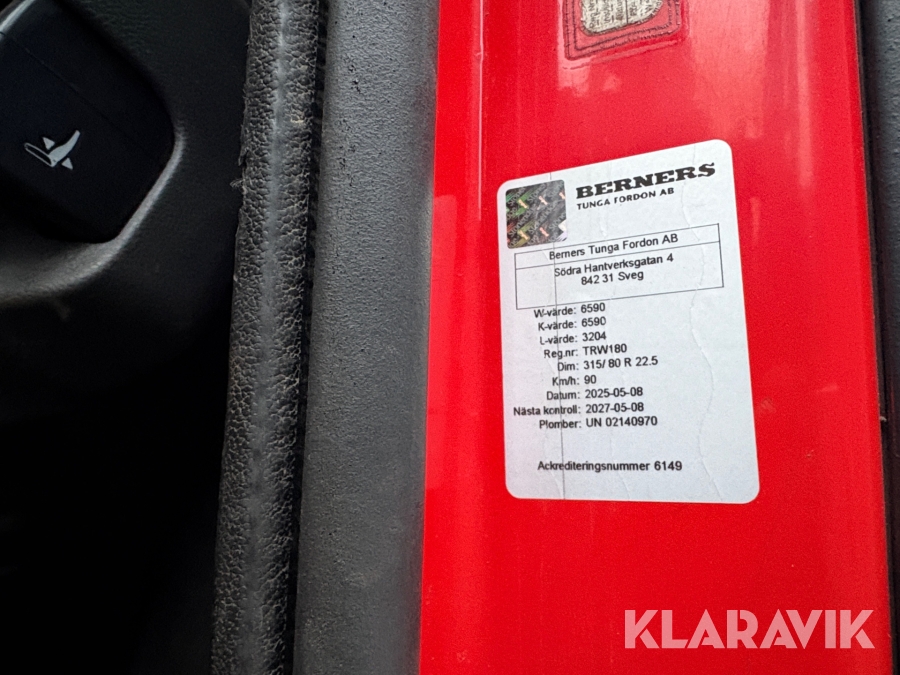 BERNERS
TUNGA FORDON AB
Berners Tunga Fordon AB
Södra Hantverksgatan 4
842 31 Sveg
W-värde: 6590
K-värde: 6590
L-värde: 3204
Reg.nr: TRW180
Dim: 315/ 80 R 22.5
Km/h: 90
Datum: 2025-05-08
Nästa kontroll: 2027-05-08
Plomber: UN 02140970
Ackrediteringsnummer 6149
KLARAVIK